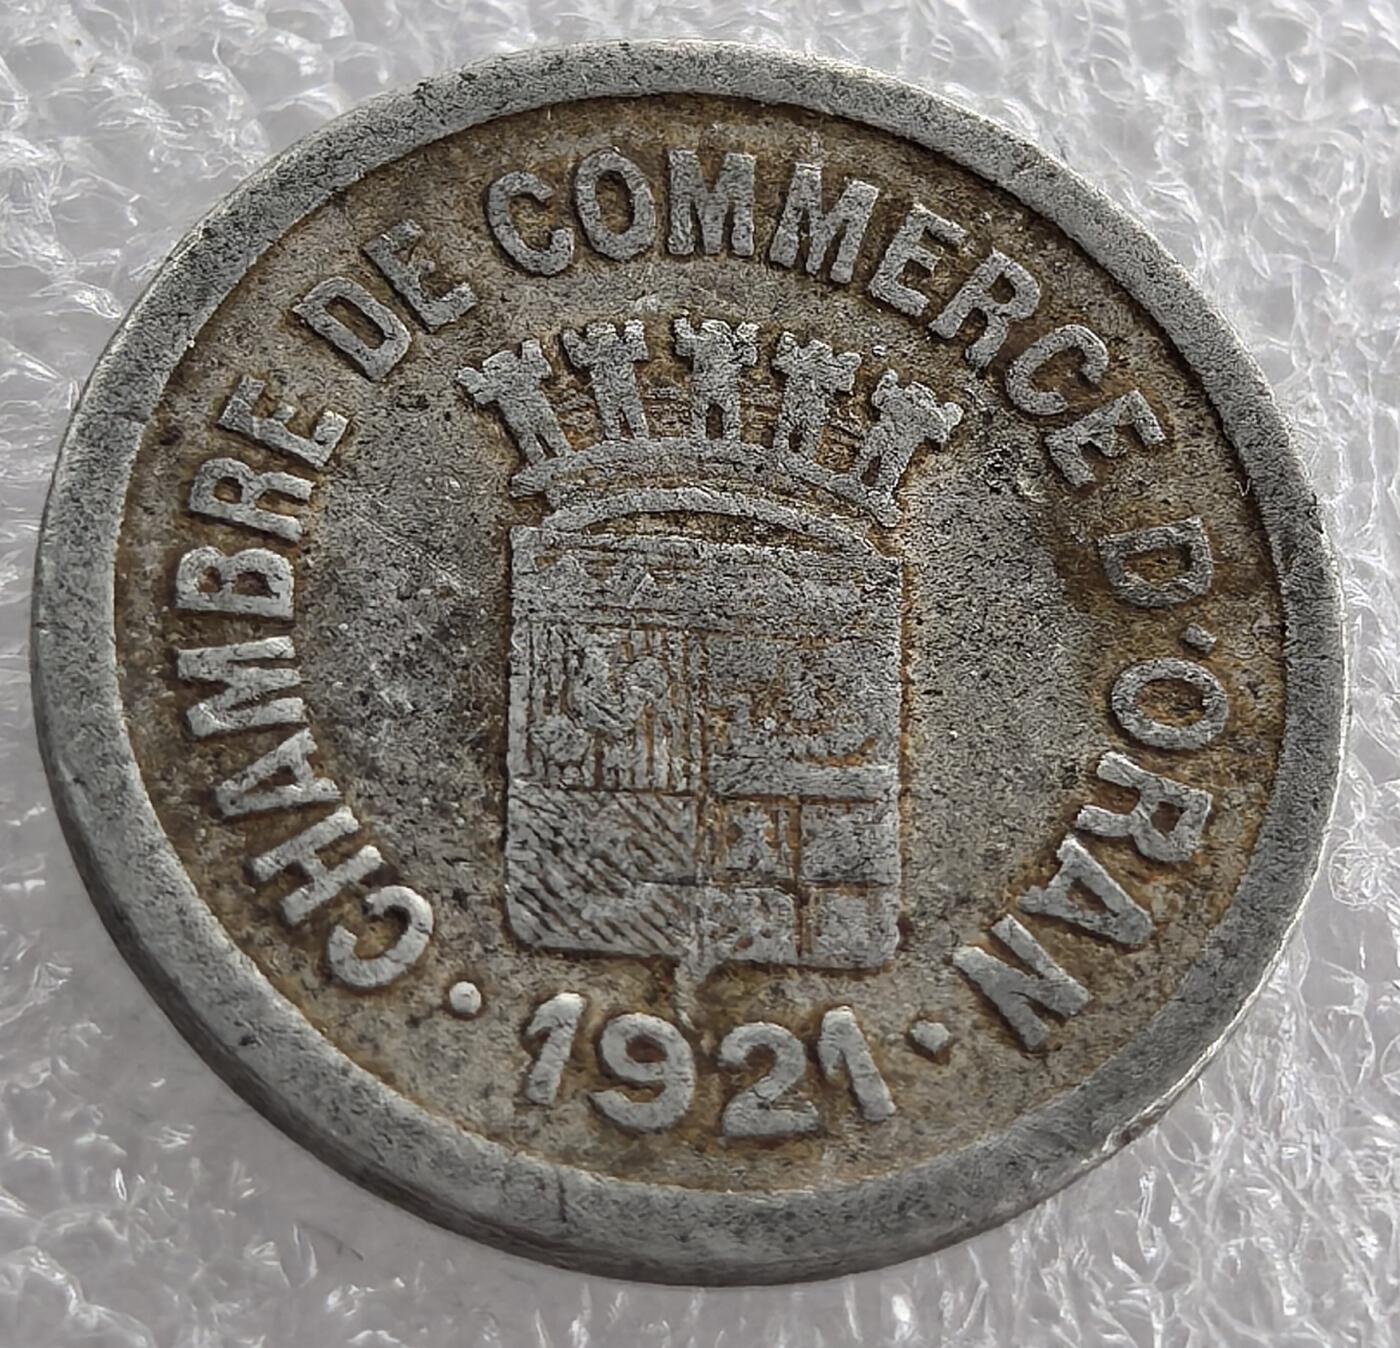 CHAMBRE DE COMMERCE D'ORAN
· 1921 ·